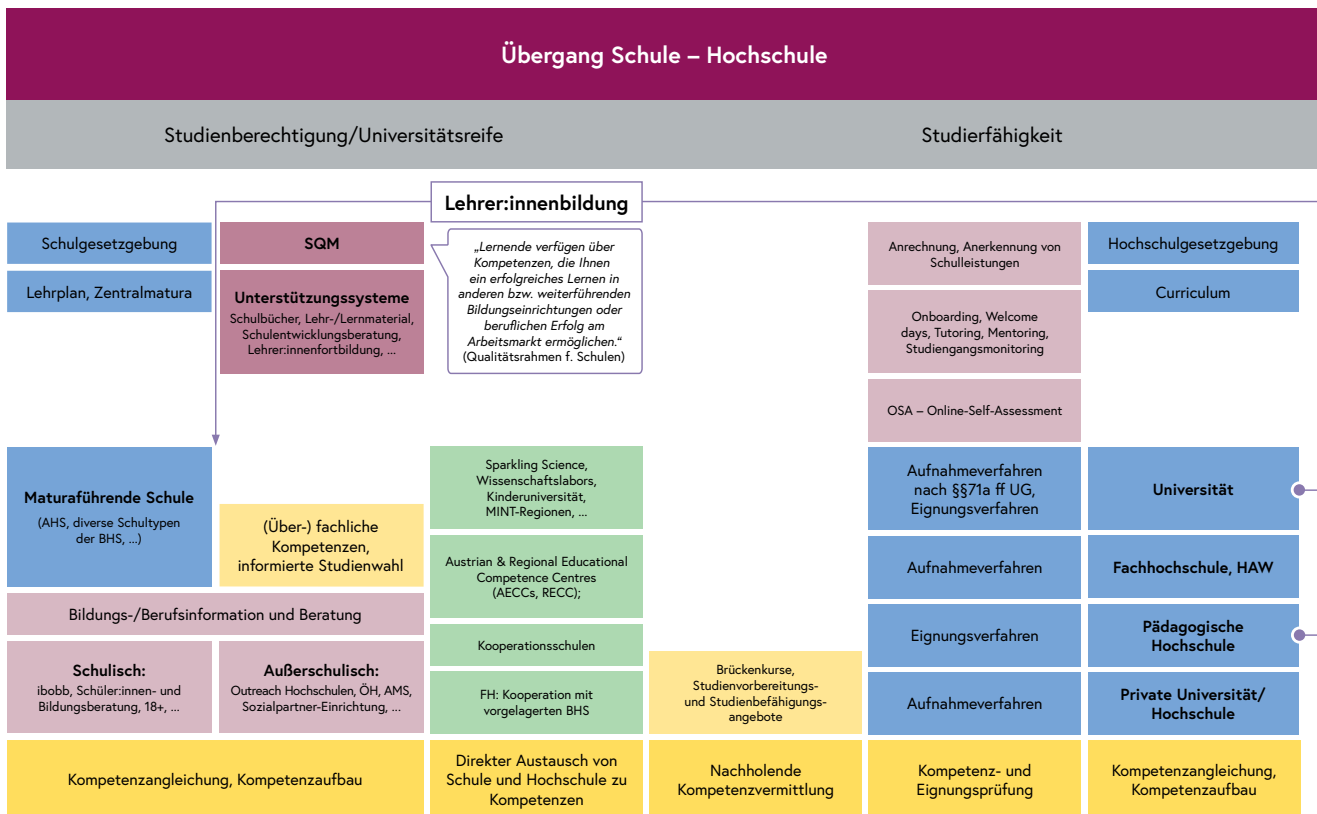 Übergang Schule – Hochschule
Studienberechtigung/Universitätsreife
Studierfähigkeit
Lehrer:innenbildung
Schulgesetzgebung
Lehrplan, Zentralmatura
SQM
Unterstützungssysteme
Schulbücher, Lehr-/Lernmaterial,
Schulentwicklungsberatung,
Lehrer:innenfortbildung, ...
„Lernende verfügen über
Kompetenzen, die Ihnen
ein erfolgreiches Lernen in
anderen bzw. weiterführenden
Bildungseinrichtungen oder
beruflichen Erfolg am
Arbeitsmarkt ermöglichen.“
(Qualitätsrahmen f. Schulen)
Anrechnung, Anerkennung von
Schulleistungen
Onboarding, Welcome
days, Tutoring, Mentoring,
Studiengangsmonitoring
OSA – Online-Self-Assessment
Hochschulgesetzgebung
Curriculum
Maturaführende Schule
(AHS, diverse Schultypen
der BHS, ...)
(Über-) fachliche
Kompetenzen,
informierte Studienwahl
Bildungs-/Berufsinformation und Beratung
Schulisch:
ibobb, Schüler:innen- und
Bildungsberatung, 18+, ...
Außerschulisch:
Outreach Hochschulen, ÖH, AMS,
Sozialpartner-Einrichtung, ...
Sparkling Science,
Wissenschaftslabors,
Kinderuniversität,
MINT-Regionen, ...
Austrian & Regional Educational
Competence Centres
(AECCs, RECC);
Kooperationsschulen
FH: Kooperation mit
vorgelagerten BHS
Brückenkurse,
Studienvorbereitungs-
und Studienbefähigungs-
angebote
Aufnahmeverfahren
nach §§71a ff UG,
Eignungsverfahren
Universität
Aufnahmeverfahren
Fachhochschule, HAW
Eignungsverfahren
Pädagogische
Hochschule
Aufnahmeverfahren
Private Universität/
Hochschule
Kompetenzangleichung, Kompetenzaufbau
Direkter Austausch von
Schule und Hochschule zu
Kompetenzen
Nachholende
Kompetenzvermittlung
Kompetenz- und
Eignungsprüfung
Kompetenzangleichung,
Kompetenzaufbau